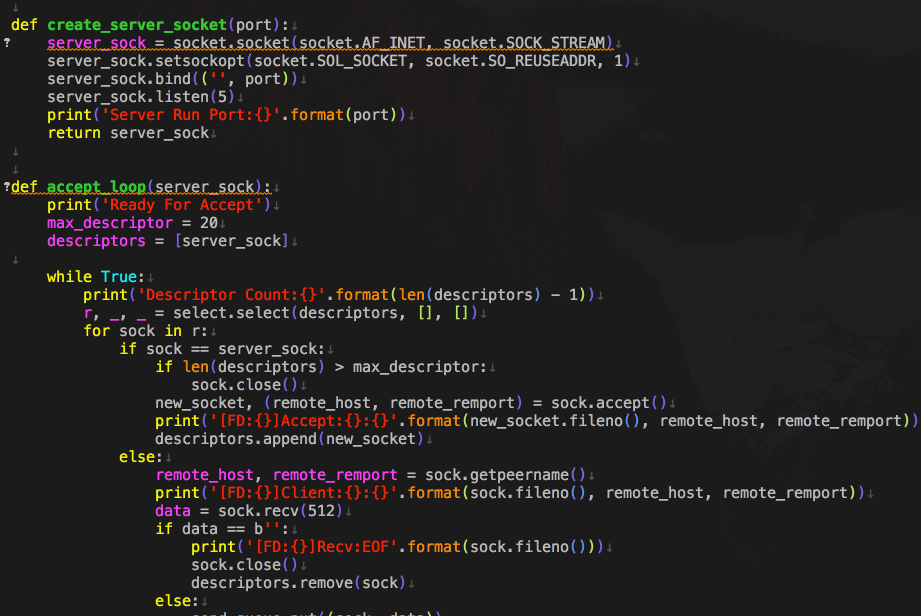 def create_server_socket(port):↓
? server_sock = socket.socket(socket.AF_INET, socket.SOCK_STREAM)↓
server_sock.setsockopt(socket.SOL_SOCKET, socket.SO_REUSEADDR, 1)↓
server_sock.bind(('', port))↓
server_sock.listen(5)↓
print('Server Run Port:{}'.format(port))↓
return server_sock↓
↓
↓
?def accept_loop(server_sock):↓
print('Ready For Accept')↓
max_descriptor = 20↓
descriptors = [server_sock]↓
↓
while True:↓
print('Descriptor Count:{}'.format(len(descriptors) - 1))↓
r, _, _ = select.select(descriptors, [], [])↓
for sock in r:↓
if sock == server_sock:↓
if len(descriptors) > max_descriptor:↓
sock.close()↓
new_socket, (remote_host, remote_remport) = sock.accept()↓
print('[FD:{}]Accept:{}:{}'.format(new_socket.fileno(), remote_host, remote_remport))
descriptors.append(new_socket)↓
else:↓
remote_host, remote_remport = sock.getpeername()↓
print('[FD:{}]Client:{}:{}'.format(sock.fileno(), remote_host, remote_remport))↓
data = sock.recv(512)↓
if data == b'':↓
print('[FD:{}]Recv:EOF'.format(sock.fileno()))↓
sock.close()↓
descriptors.remove(sock)↓
else:↓